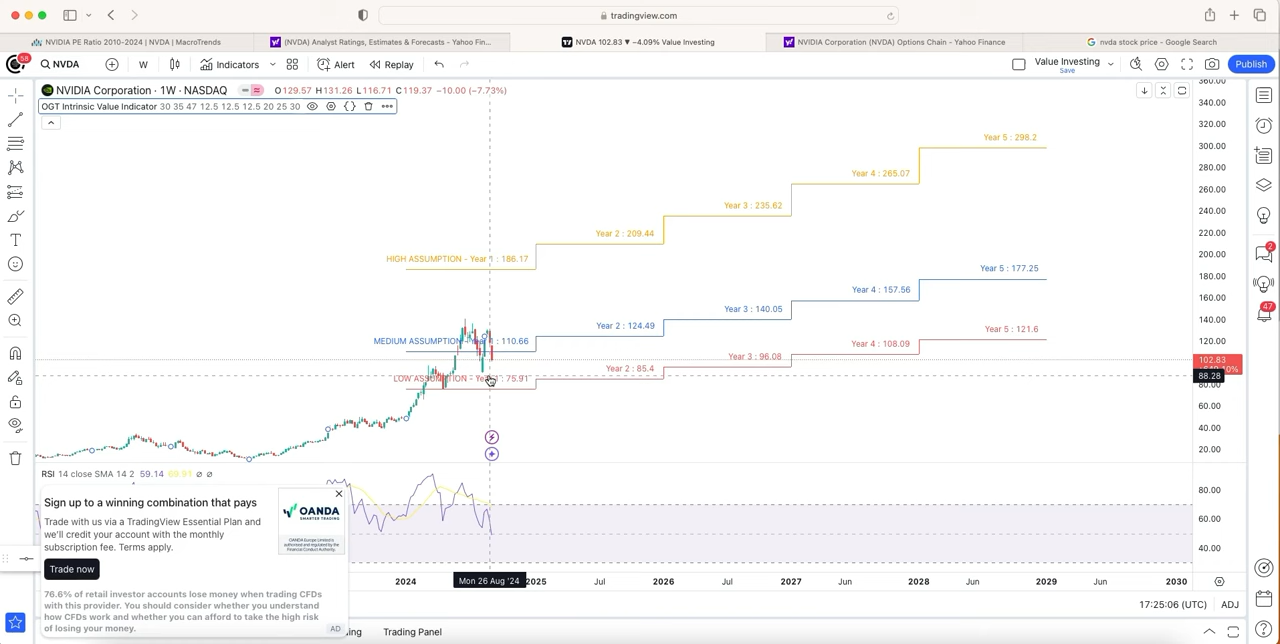 tradingview.com
NVIDIA PE Ratio 2010-2024 | NVDA | MacroTrends
(NVDA) Analyst Ratings, Estimates & Forecasts - Yahoo Fin...
NVDA 102.83 ▼ −4.09% Value Investing
NVIDIA Corporation (NVDA) Options Chain - Yahoo Finance
nvda stock price - Google Search
58
NVDA
W
Indicators
Alert
Replay
Value Investing
Save
Publish
NVIDIA Corporation · 1W · NASDAQ
O129.57 H131.26 L116.71 C119.37 −10.00 (−7.73%)
OGT Intrinsic Value Indicator 30 35 47 12.5 12.5 12.5 20 25 30
360.00
340.00
320.00
300.00
280.00
260.00
240.00
220.00
200.00
180.00
160.00
140.00
120.00
102.83
88.28
80.00
60.00
40.00
20.00
Year 5 : 298.2
Year 4 : 265.07
Year 3 : 235.62
Year 2 : 209.44
HIGH ASSUMPTION - Year 1 : 186.17
Year 5 : 177.25
Year 4 : 157.56
Year 3 : 140.05
Year 2 : 124.49
MEDIUM ASSUMPTION - Year 1 : 110.66
Year 5 : 121.6
Year 4 : 108.09
Year 3 : 96.08
Year 2 : 85.4
LOW ASSUMPTION - Year 1 : 75.91
2
47
RSI 14 close SMA 14 2 59.14
80.00
60.00
40.00
Sign up to a winning combination that pays
Trade with us via a TradingView Essential Plan and
we'll credit your account with the monthly
subscription fee. Terms apply.
Trade now
OANDA
SMARTER TRADING
76.6% of retail investor accounts lose money when trading CFDs
with this provider. You should consider whether you understand
how CFDs work and whether you can afford to take the high risk
of losing your money.
AD
2024
Mon 26 Aug '24
2025
Jul
2026
Jul
2027
Jun
2028
Jun
2029
Jun
2030
17:25:06 (UTC)
ADJ
Trading Panel